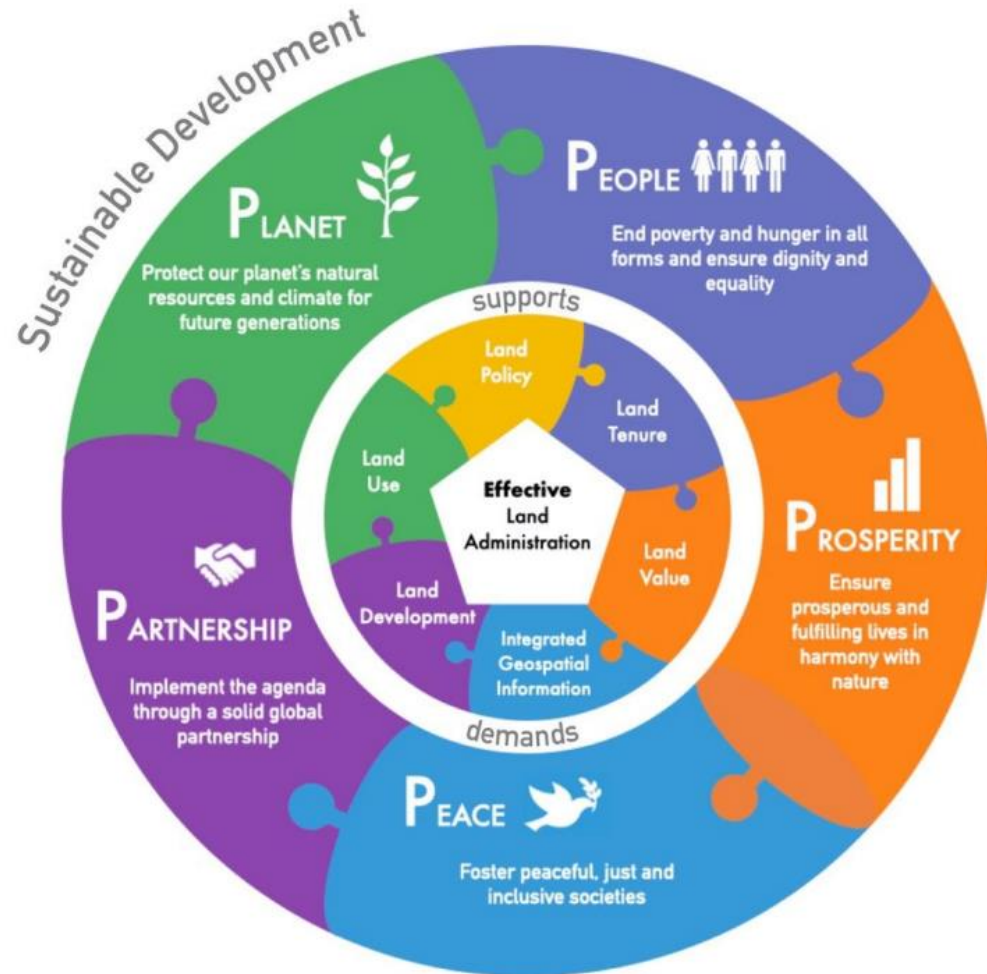 Sustainable Development
PLANET
Protect our planet's natural
resources and climate for
future generations
PEOPLE
End poverty and hunger in all
forms and ensure dignity and
equality
PROSPERITY
Ensure
prosperous and
fulfilling lives in
harmony with
nature
PEACE
Foster peaceful, just and
inclusive societies
PARTNERSHIP
Implement the agenda
through a solid global
partnership
supports
Land
Policy
Land
Tenure
Land
Value
Integrated
Geospatial
Information
Land
Development
Land
Use
Effective
Land
Administration
demands